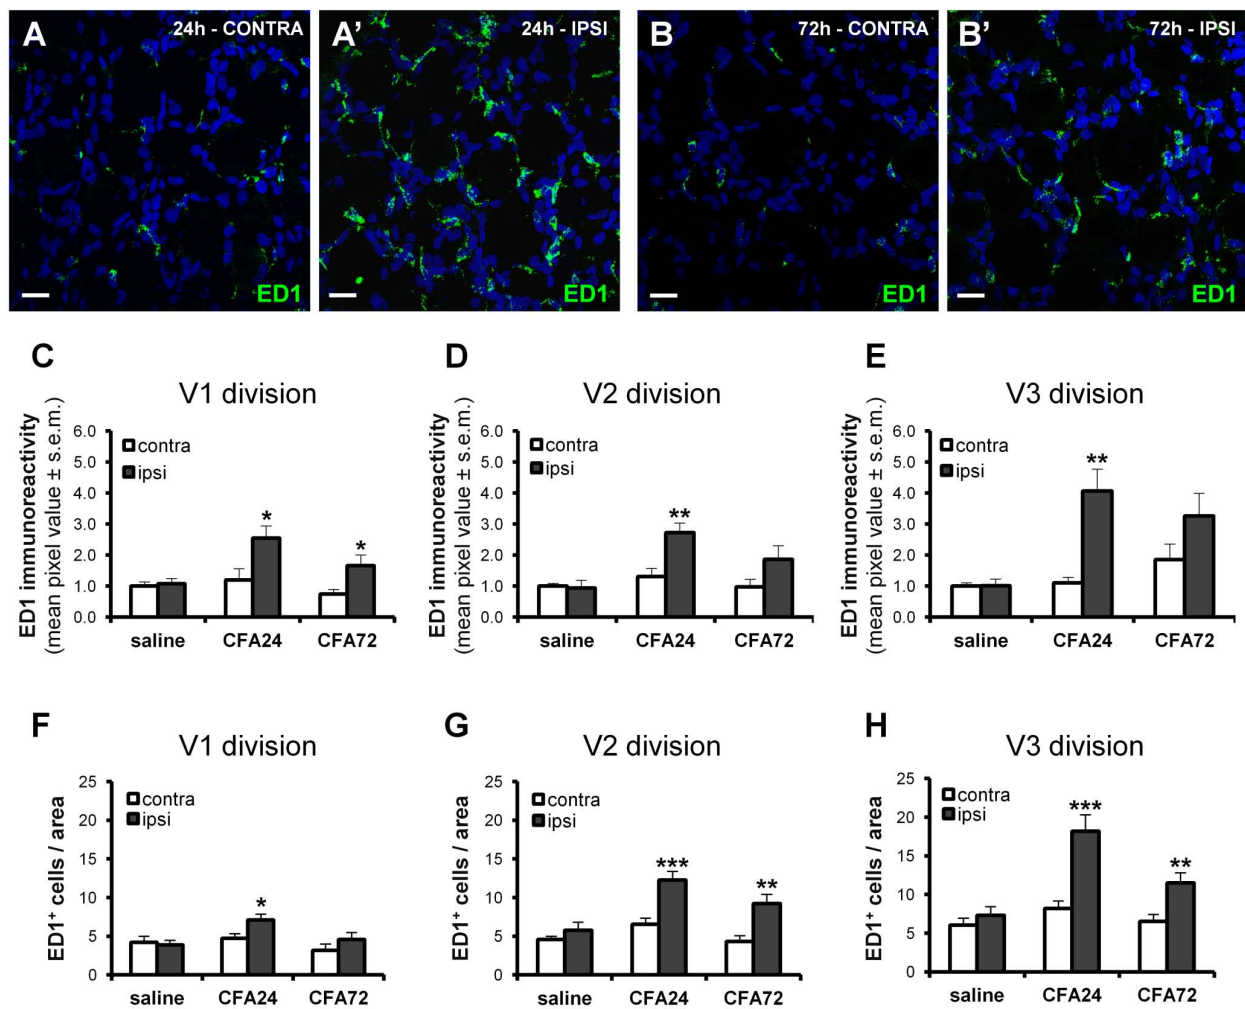 A 24h - CONTRA
A' 24h - IPSI
B 72h - CONTRA
B' 72h - IPSI
ED1
ED1
ED1
ED1
C
V1 division
ED1 immunoreactivity
(mean pixel value ± s.e.m.)
6.0
5.0
4.0
3.0
2.0
1.0
0.0
contra
ipsi
*
*
saline CFA24 CFA72
D
V2 division
ED1 immunoreactivity
(mean pixel value ± s.e.m.)
6.0
5.0
4.0
3.0
2.0
1.0
0.0
contra
ipsi
**
saline CFA24 CFA72
E
V3 division
ED1 immunoreactivity
(mean pixel value ± s.e.m.)
6.0
5.0
4.0
3.0
2.0
1.0
0.0
contra
ipsi
**
saline CFA24 CFA72
F
V1 division
ED1⁺ cells / area
25
20
15
10
5
0
contra
ipsi
*
saline CFA24 CFA72
G
V2 division
ED1⁺ cells / area
25
20
15
10
5
0
contra
ipsi
***
**
saline CFA24 CFA72
H
V3 division
ED1⁺ cells / area
25
20
15
10
5
0
contra
ipsi
***
**
saline CFA24 CFA72